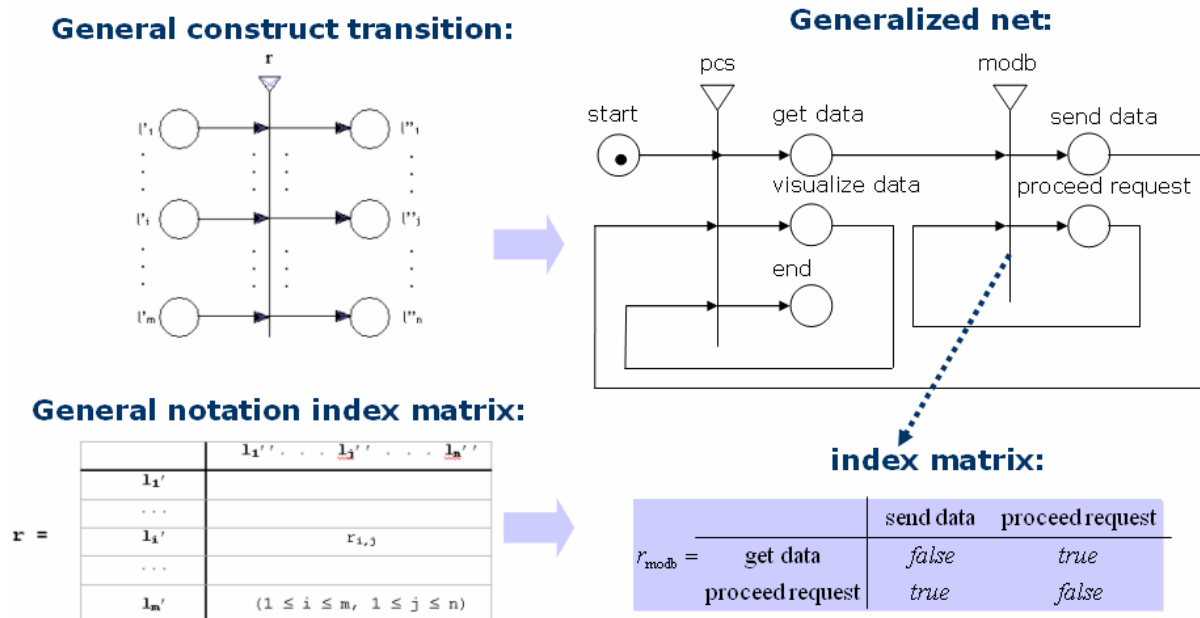 General construct transition:
r
l'₁ l"₁
l'ᵢ l"ⱼ
l'ₘ l"ₙ
Generalized net:
pcs modb
start get data send data
visualize data proceed request
end
General notation index matrix:
l₁'' . . . lⱼ'' . . . lₙ''
l₁'
...
r = lᵢ' rᵢ,ⱼ
...
lₘ' (1 ≤ i ≤ m, 1 ≤ j ≤ n)
index matrix:
send data proceed request
r_modb = get data false true
proceed request true false